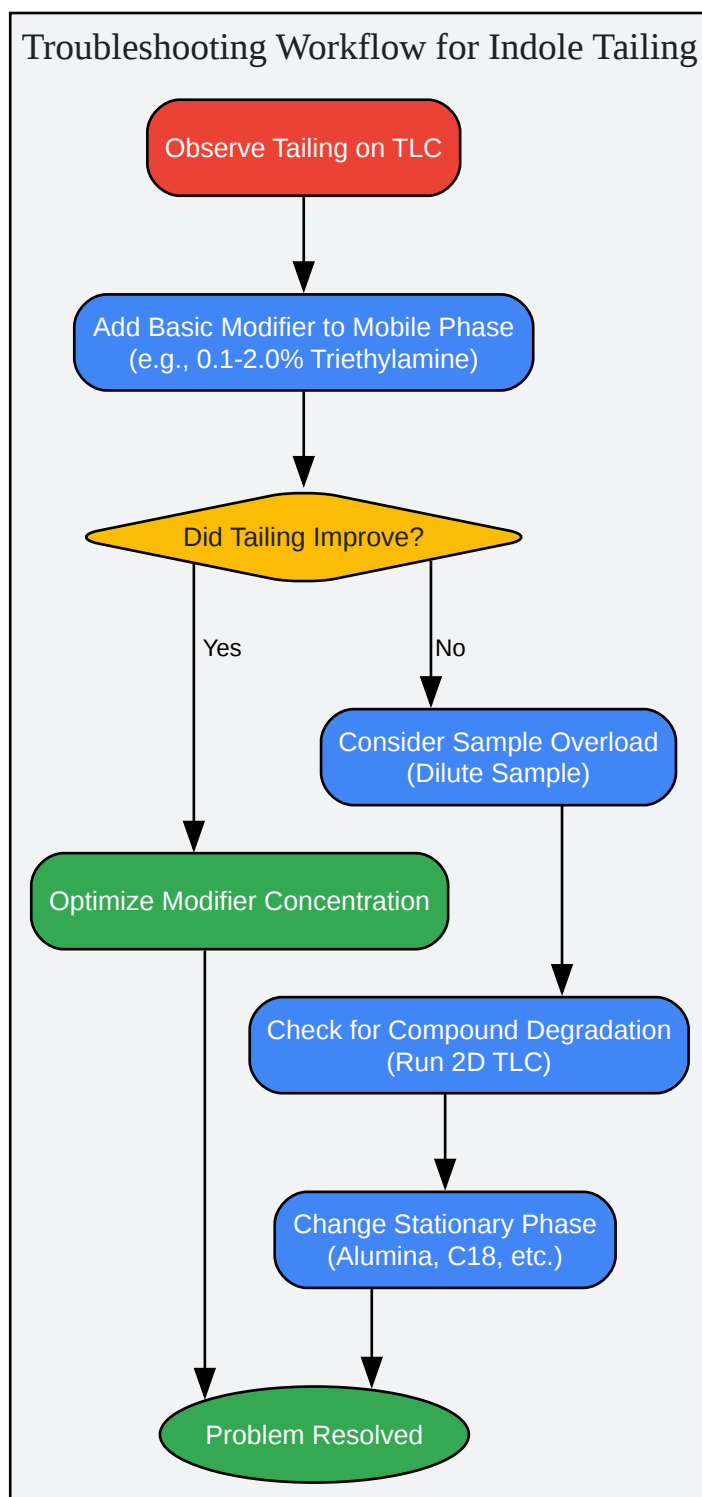 Troubleshooting Workflow for Indole Tailing
Observe Tailing on TLC
Add Basic Modifier to Mobile Phase
(e.g., 0.1-2.0% Triethylamine)
Did Tailing Improve?
Yes
No
Consider Sample Overload
(Dilute Sample)
Optimize Modifier Concentration
Check for Compound Degradation
(Run 2D TLC)
Change Stationary Phase
(Alumina, C18, etc.)
Problem Resolved